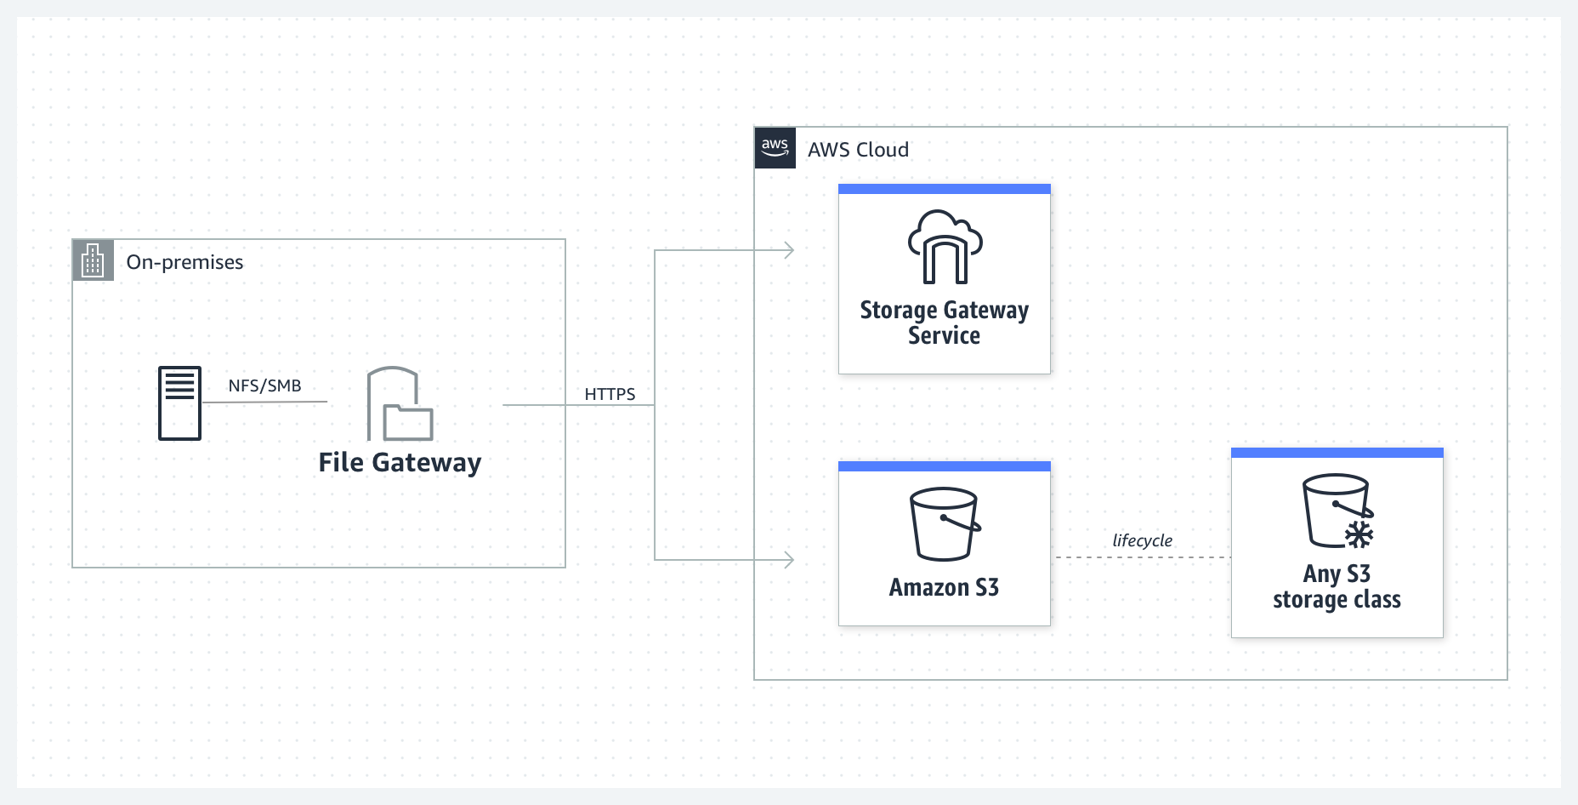 aws
AWS Cloud
Storage Gateway
Service
On-premises
NFS/SMB
File Gateway
HTTPS
Amazon S3
lifecycle
Any S3
storage class